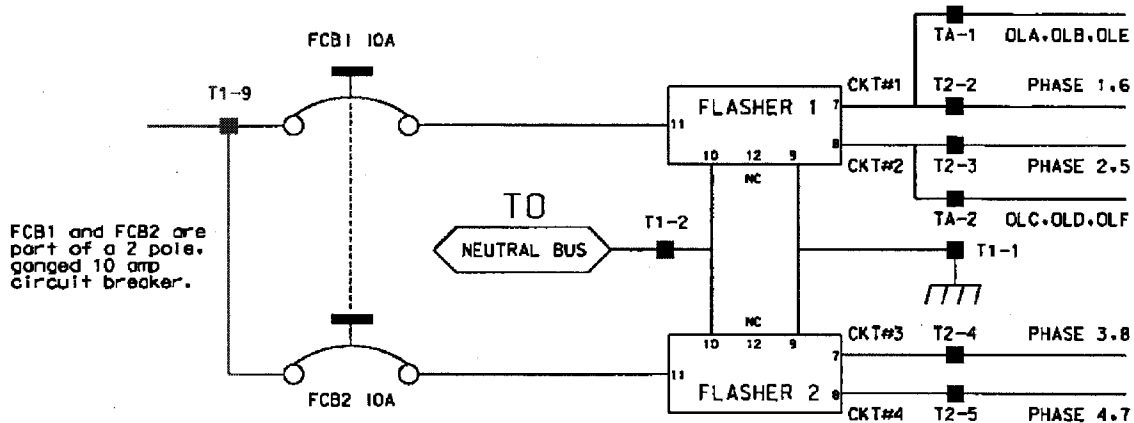 TA-1 OLA.OLB.OLE
FCB1 10A
T1-9
CKT#1 T2-2 PHASE 1.6
FLASHER 1
11 7 8
10 12 9
NC
CKT#2 T2-3 PHASE 2.5
TA-2 OLC.OLD.OLF
TO
NEUTRAL BUS
T1-2
T1-1
FCB1 and FCB2 are
part of a 2 pole.
ganged 10 amp
circuit breaker.
NC
10 12 9
CKT#3 T2-4 PHASE 3.8
11 7 8
FLASHER 2
FCB2 10A
CKT#4 T2-5 PHASE 4.7